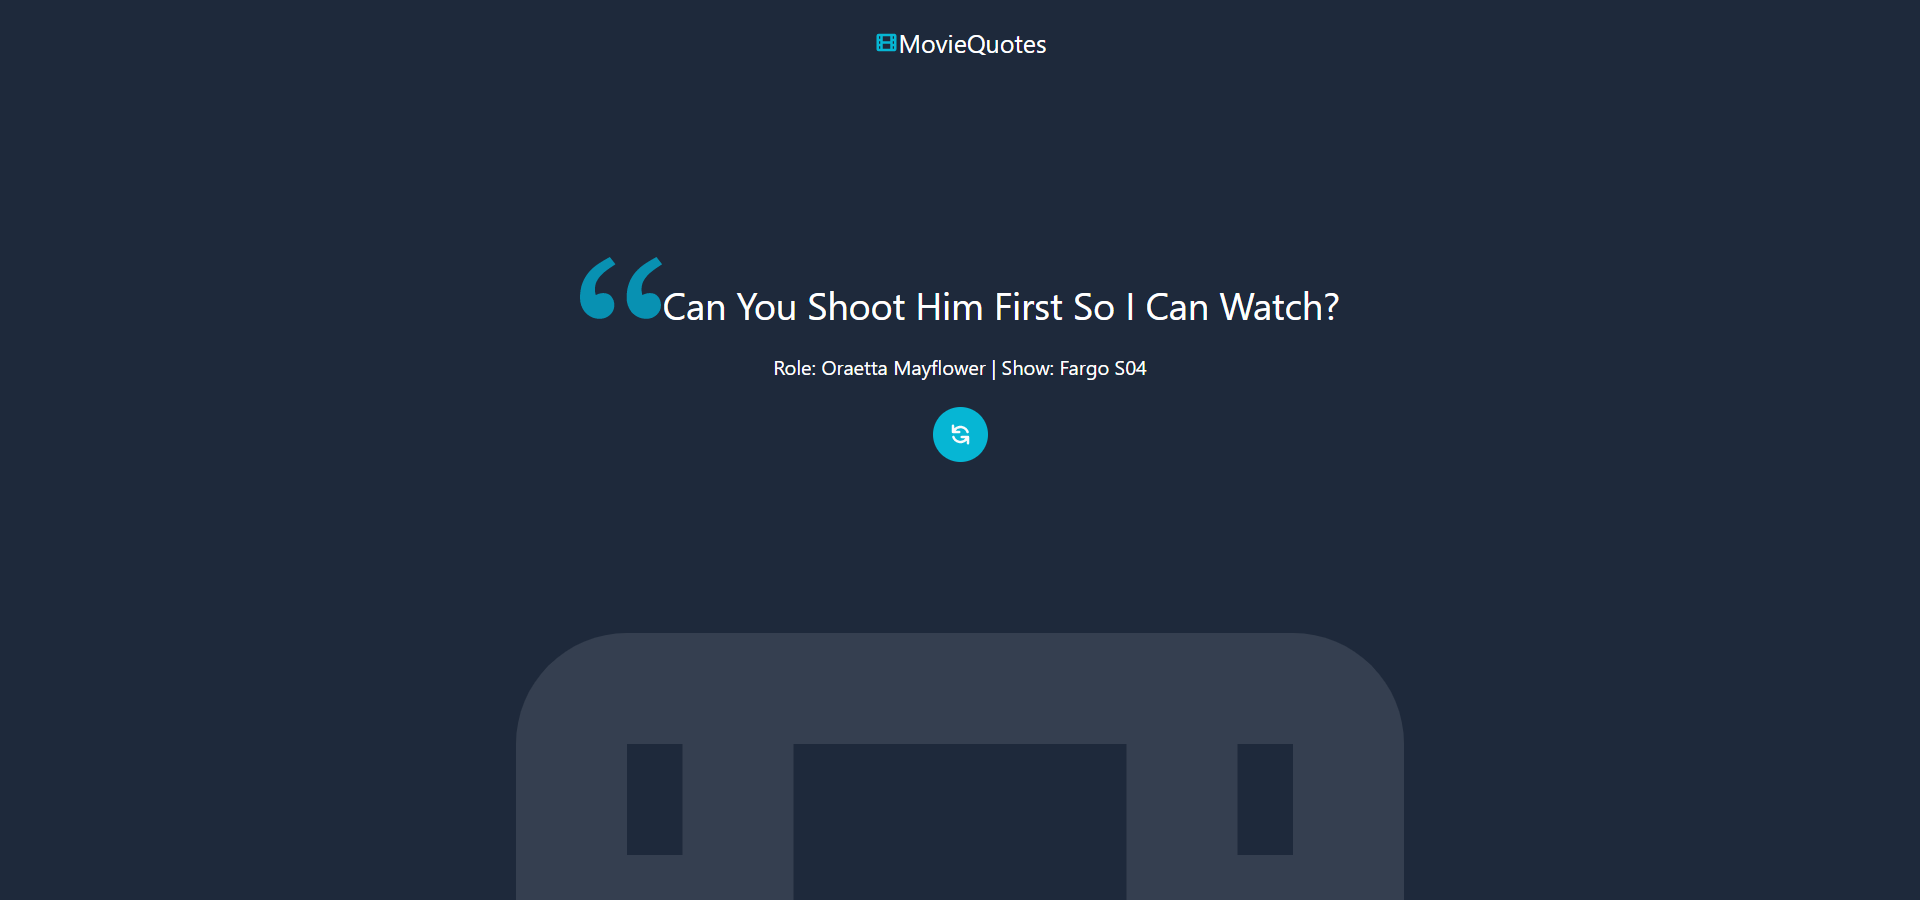 MovieQuotes
Can You Shoot Him First So I Can Watch?
Role: Oraetta Mayflower | Show: Fargo S04